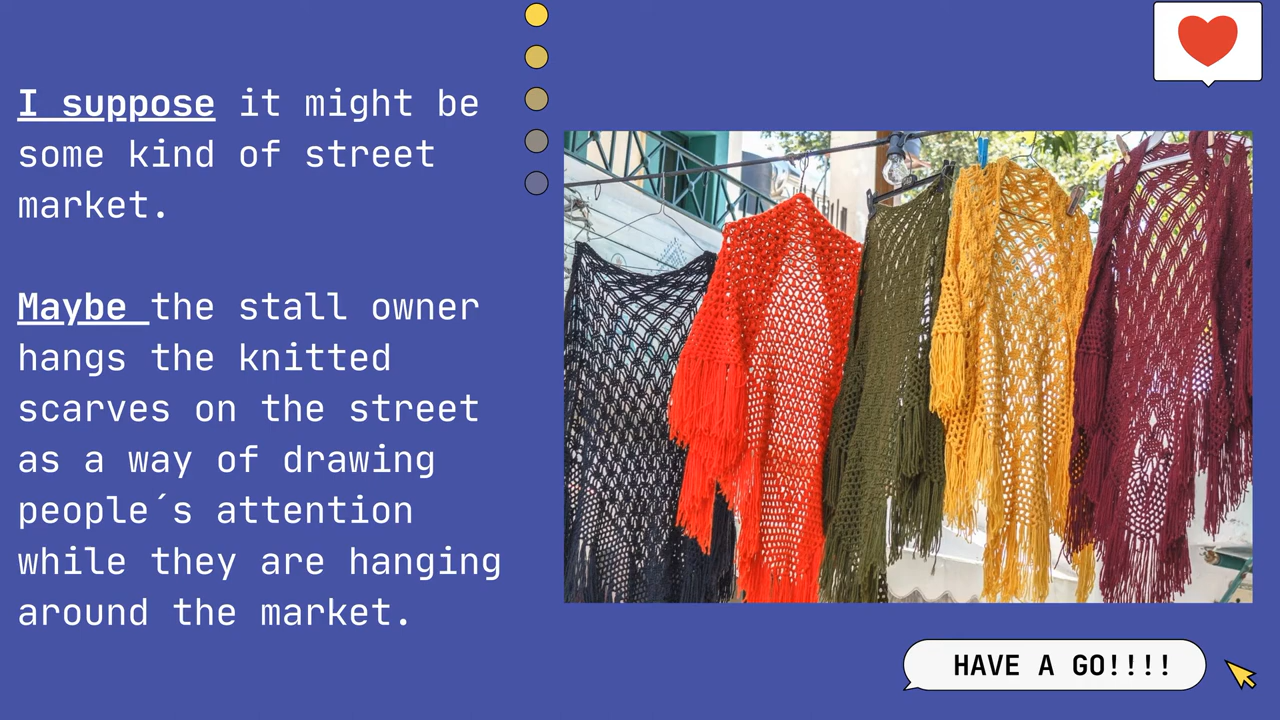 I suppose it might be
some kind of street
market.
Maybe the stall owner
hangs the knitted
scarves on the street
as a way of drawing
people´s attention
while they are hanging
around the market.
HAVE A GO!!!!